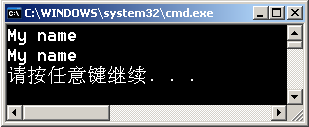 C:\WINDOWS\system32\cmd.exe
My name
My name
请按任意键继续. . .